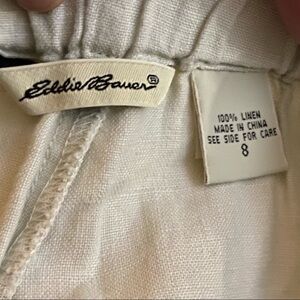 Eddie Bauer
100% LINEN
MADE IN CHINA
SEE SIDE FOR CARE
8